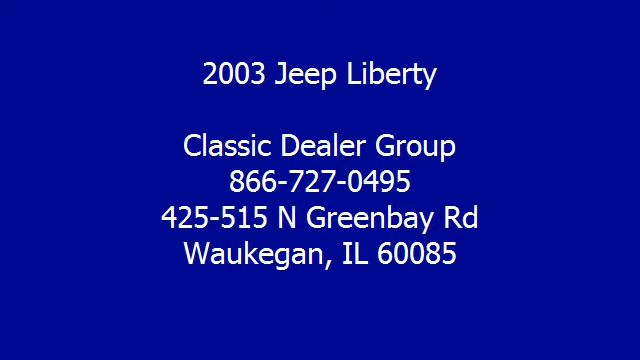 2003 Jeep Liberty
Classic Dealer Group
866-727-0495
425-515 N Greenbay Rd
Waukegan, IL 60085